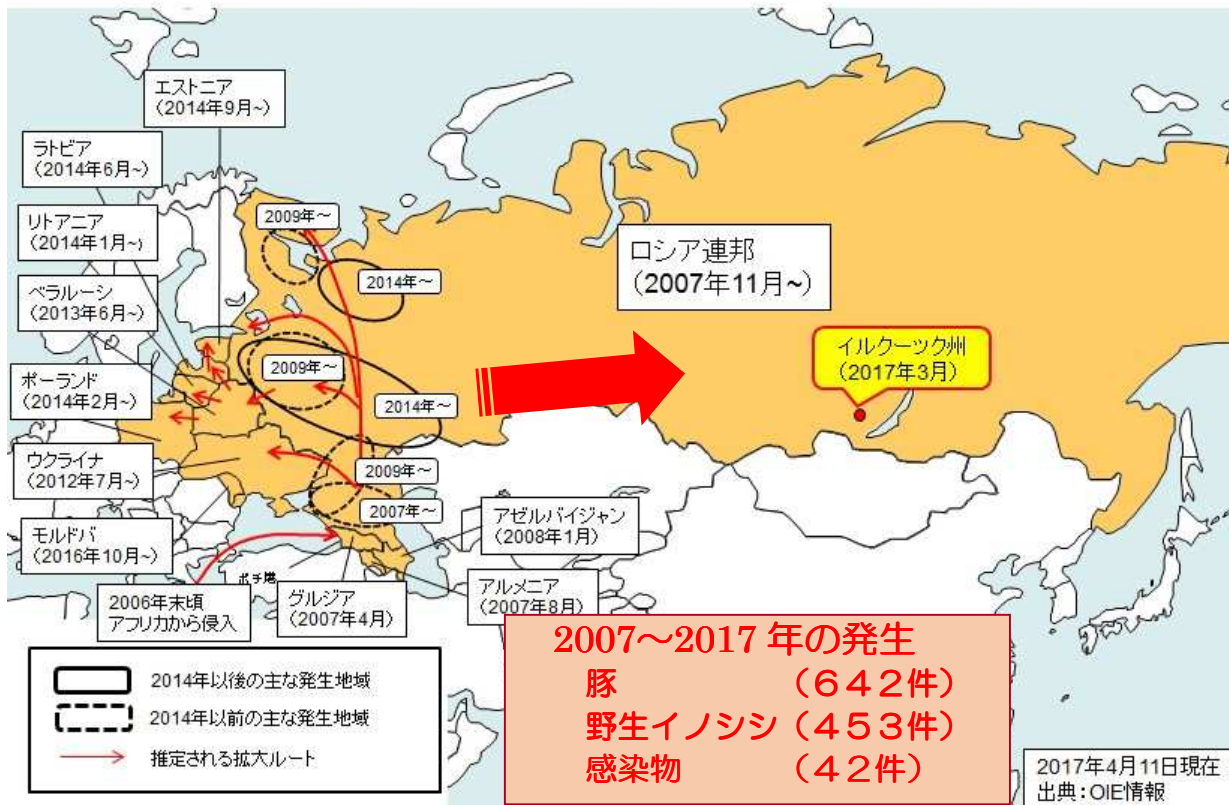 エストニア
（2014年9月~）
ラトビア
（2014年6月~）
リトアニア
（2014年1月~）
ベラルーシ
（2013年6月~）
ポーランド
（2014年2月~）
ウクライナ
（2012年7月~）
モルドバ
（2016年10月~）
2006年末頃
アフリカから侵入
ポチ港
グルジア
（2007年4月）
アルメニア
（2007年8月）
アゼルバイジャン
（2008年1月）
2009年～
2014年～
2009年～
2014年～
2009年～
2007年～
ロシア連邦
（2007年11月~）
イルクーツク州
（2017年3月）
2014年以後の主な発生地域
2014年以前の主な発生地域
推定される拡大ルート
2007～2017 年の発生
豚 （６４２件）
野生イノシシ （４５３件）
感染物 （４２件）
2017年4月11日現在
出典：OIE情報